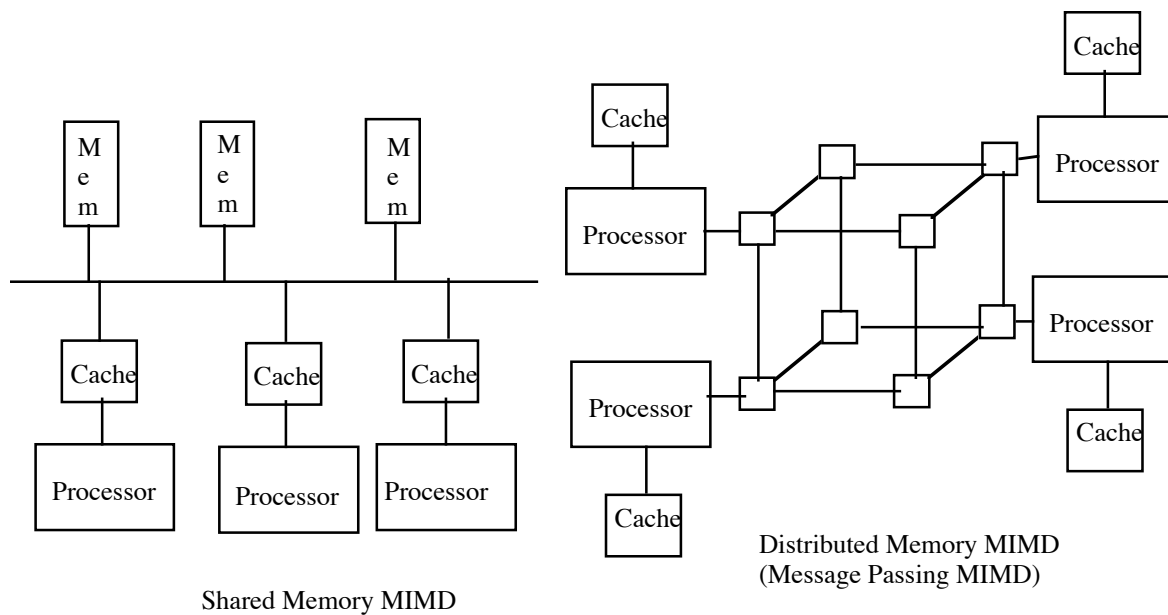 M
e
m
M
e
m
M
e
m
Cache
Cache
Cache
Processor
Processor
Processor
Shared Memory MIMD
Cache
Cache
Processor
Processor
Processor
Processor
Cache
Cache
Distributed Memory MIMD
(Message Passing MIMD)